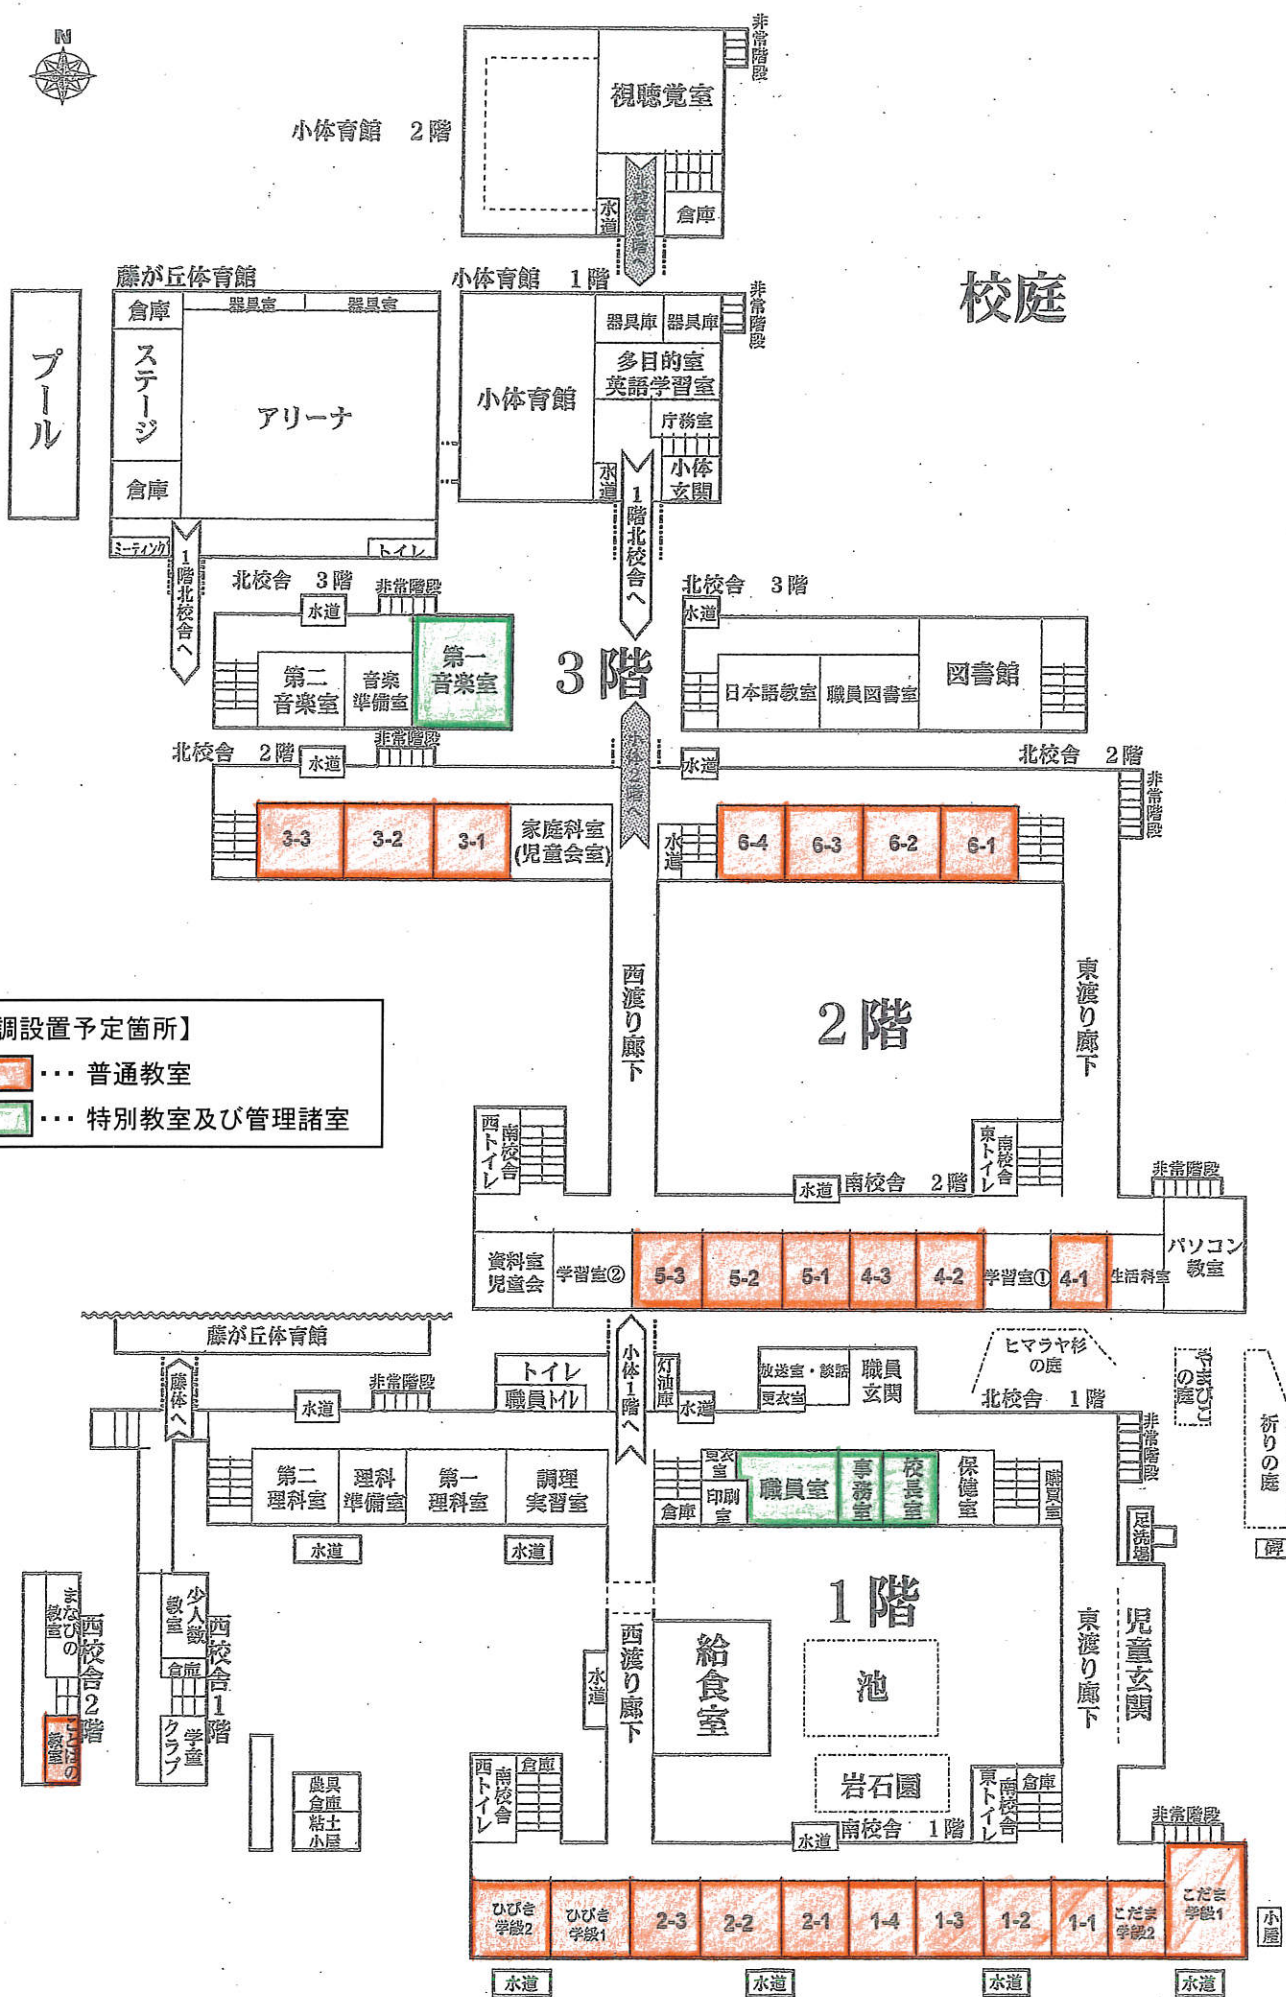 N
非常階段
視聴覚室
小体育館 2階
北校舎2階へ
水道
倉庫
校庭
藤が丘体育館
小体育館 1階
非常階段
プール
倉庫
器具室
器具室
ステージ
アリーナ
倉庫
ミーティング
トイレ
1階北校舎へ
小体育館
器具庫
器具庫
多目的室
英語学習室
庁務室
水道
小体
玄関
1階北校舎へ
北校舎 3階
水道
非常階段
第二
音楽室
音楽
準備室
第一
音楽室
3階
北校舎 3階
水道
日本語教室
職員図書室
図書館
北校舎 2階
水道
非常階段
小体2階へ
水道
北校舎 2階
非常階段
3-3
3-2
3-1
家庭科室
(児童会室)
水道
6-4
6-3
6-2
6-1
西渡り廊下
2階
東渡り廊下
調設置予定箇所】
… 普通教室
… 特別教室及び管理諸室
南校舎
西トイレ
水道
南校舎 2階
南校舎
東トイレ
非常階段
資料室
児童会
学習室②
5-3
5-2
5-1
4-3
4-2
学習室①
4-1
生活科室
パソコン
教室
藤が丘体育館
藤体へ
非常階段
水道
トイレ
職員トイレ
小体1階へ
灯油庫
水道
放送室・談話
更衣室
職員
玄関
ヒマラヤ杉
の庭
北校舎 1階
やまびこ
の庭
祈りの庭
碑
非常階段
第二
理科室
理科
準備室
第一
理科室
調理
実習室
倉庫
更衣室
印刷室
職員室
事務室
校長室
保健室
職員室
足洗場
水道
水道
まなびの
教室
西校舎2階
ことばの
教室
少人数
教室
倉庫
学童
クラブ
西校舎1階
農具
倉庫
粘土
小屋
水道
西渡り廊下
給食室
1階
池
岩石園
東渡り廊下
児童玄関
南校舎
西トイレ
倉庫
水道
南校舎 1階
南校舎
東トイレ
倉庫
非常階段
ひびき
学級2
ひびき
学級1
2-3
2-2
2-1
1-4
1-3
1-2
1-1
こだま
学級2
こだま
学級1
小屋
水道
水道
水道
水道